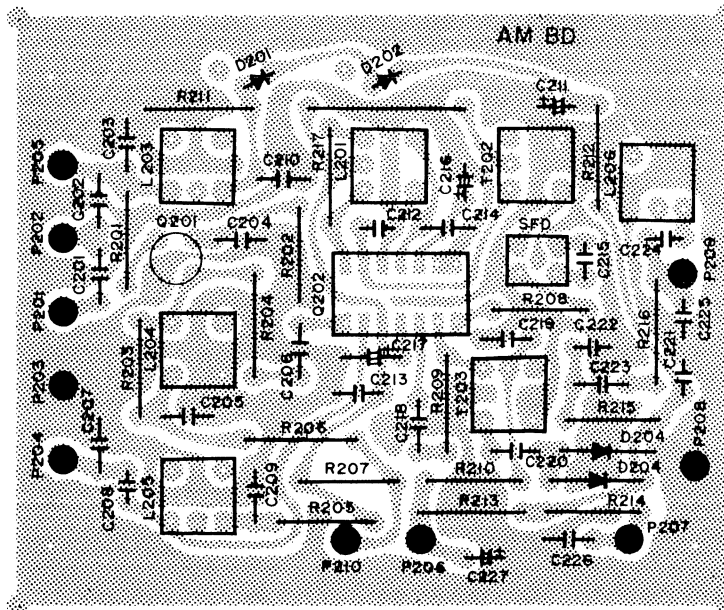 AM BD
D201
D202
C211
R211
C203
P205
L203
C210
R217
L201
C216
T202
R212
L206
C202
P202
R201
Q201
C204
R202
C212
C214
SFD
C215
C224
P209
C201
P201
R204
Q202
R208
R216
C225
R203
L204
C206
C217
C219
C222
C221
P203
C213
R209
T203
C223
C207
C205
C218
R215
P208
P204
R206
D204
C220
C208
L205
C209
R207
R210
D204
R205
R213
R214
P207
P210
P206
C227
C226